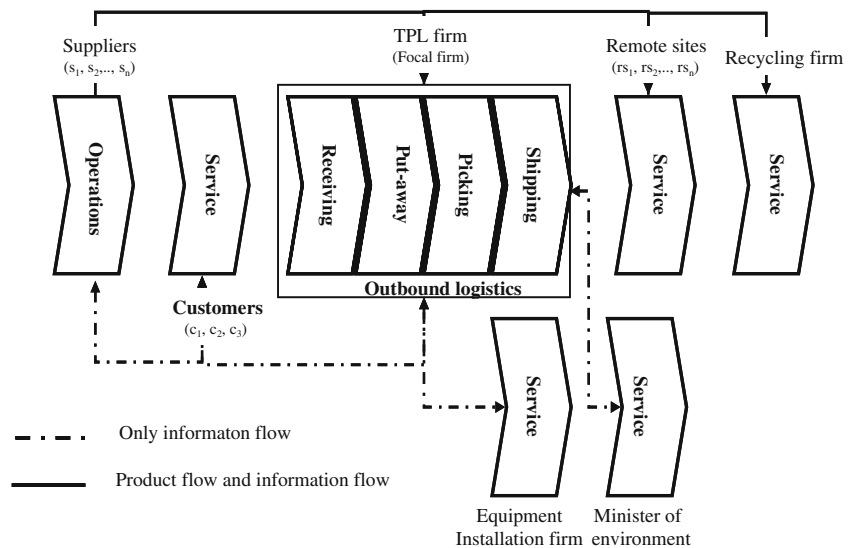 Suppliers
(s1, s2,.., sn)
TPL firm
(Focal firm)
Remote sites
(rs1, rs2,.., rsn)
Recycling firm
Operations
Service
Receiving
Put-away
Picking
Shipping
Service
Service
Outbound logistics
Customers
(c1, c2, c3)
Service
Service
Only informaton flow
Product flow and information flow
Equipment
Installation firm
Minister of
environment